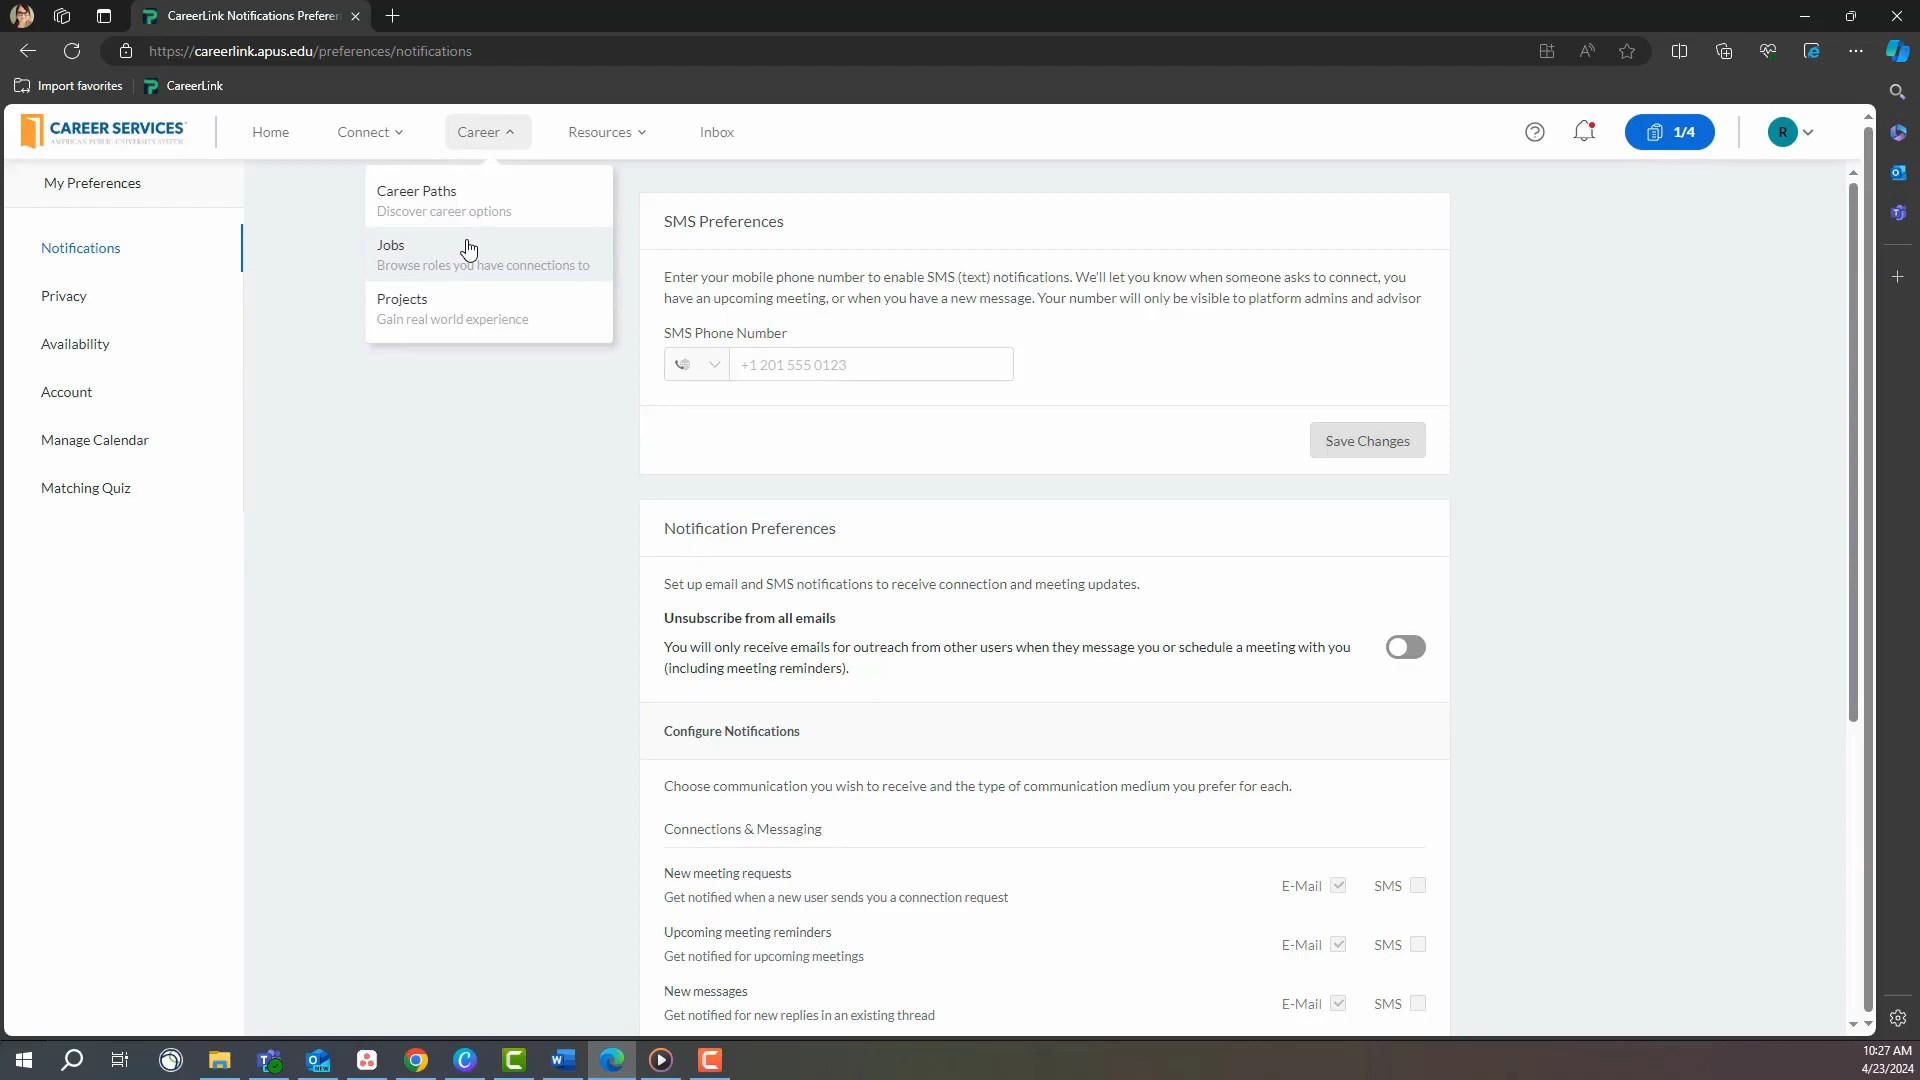 CareerLink Notifications Preferen
https://careerlink.apus.edu/preferences/notifications
Import favorites
CareerLink
CAREER SERVICES
AMERICAN PUBLIC UNIVERSITY SYSTEM
Home
Connect
Career
Resources
Inbox
1/4
R
My Preferences
Notifications
Privacy
Availability
Account
Manage Calendar
Matching Quiz
Career Paths
Discover career options
Jobs
Browse roles you have connections to
Projects
Gain real world experience
SMS Preferences
Enter your mobile phone number to enable SMS (text) notifications. We'll let you know when someone asks to connect, you
have an upcoming meeting, or when you have a new message. Your number will only be visible to platform admins and advisor
SMS Phone Number
+1 201 555 0123
Save Changes
Notification Preferences
Set up email and SMS notifications to receive connection and meeting updates.
Unsubscribe from all emails
You will only receive emails for outreach from other users when they message you or schedule a meeting with you
(including meeting reminders).
Configure Notifications
Choose communication you wish to receive and the type of communication medium you prefer for each.
Connections & Messaging
New meeting requests
Get notified when a new user sends you a connection request
E-Mail SMS
Upcoming meeting reminders
Get notified for upcoming meetings
E-Mail SMS
New messages
Get notified for new replies in an existing thread
E-Mail SMS
10:27 AM
4/23/2024